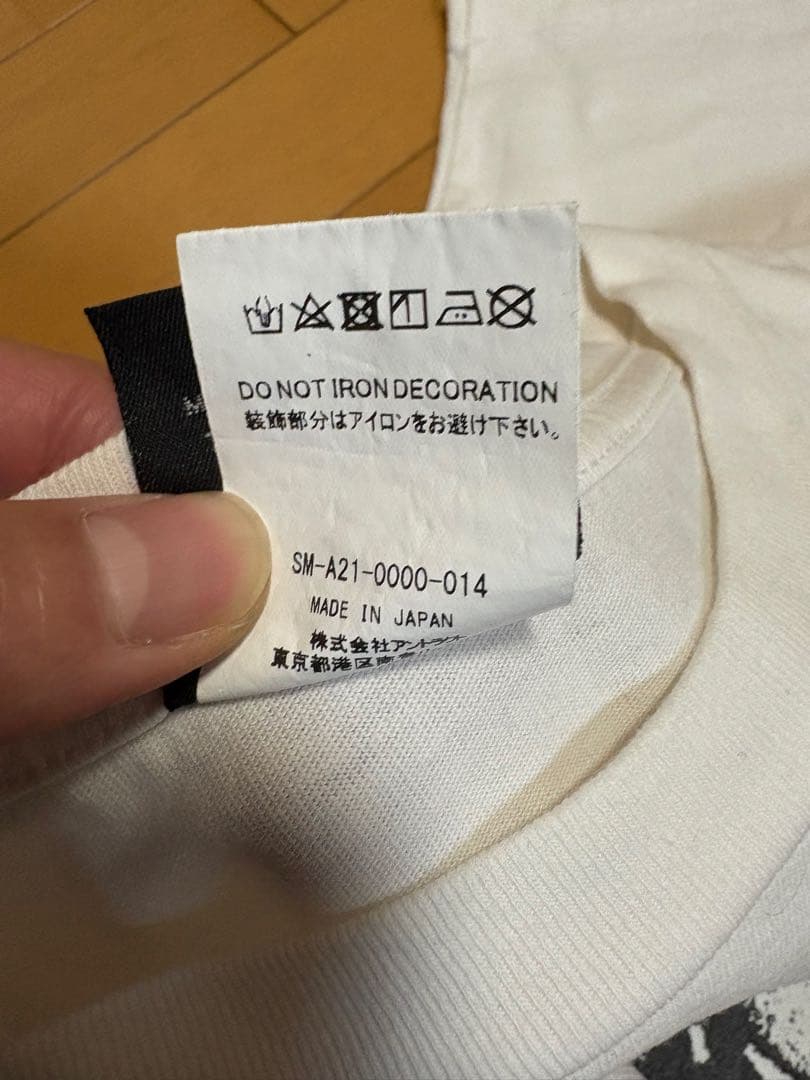 DO NOT IRON DECORATION
装飾部分はアイロンをお避け下さい。
SM-A21-0000-014
MADE IN JAPAN
株式会社アントラ
東京都港区南